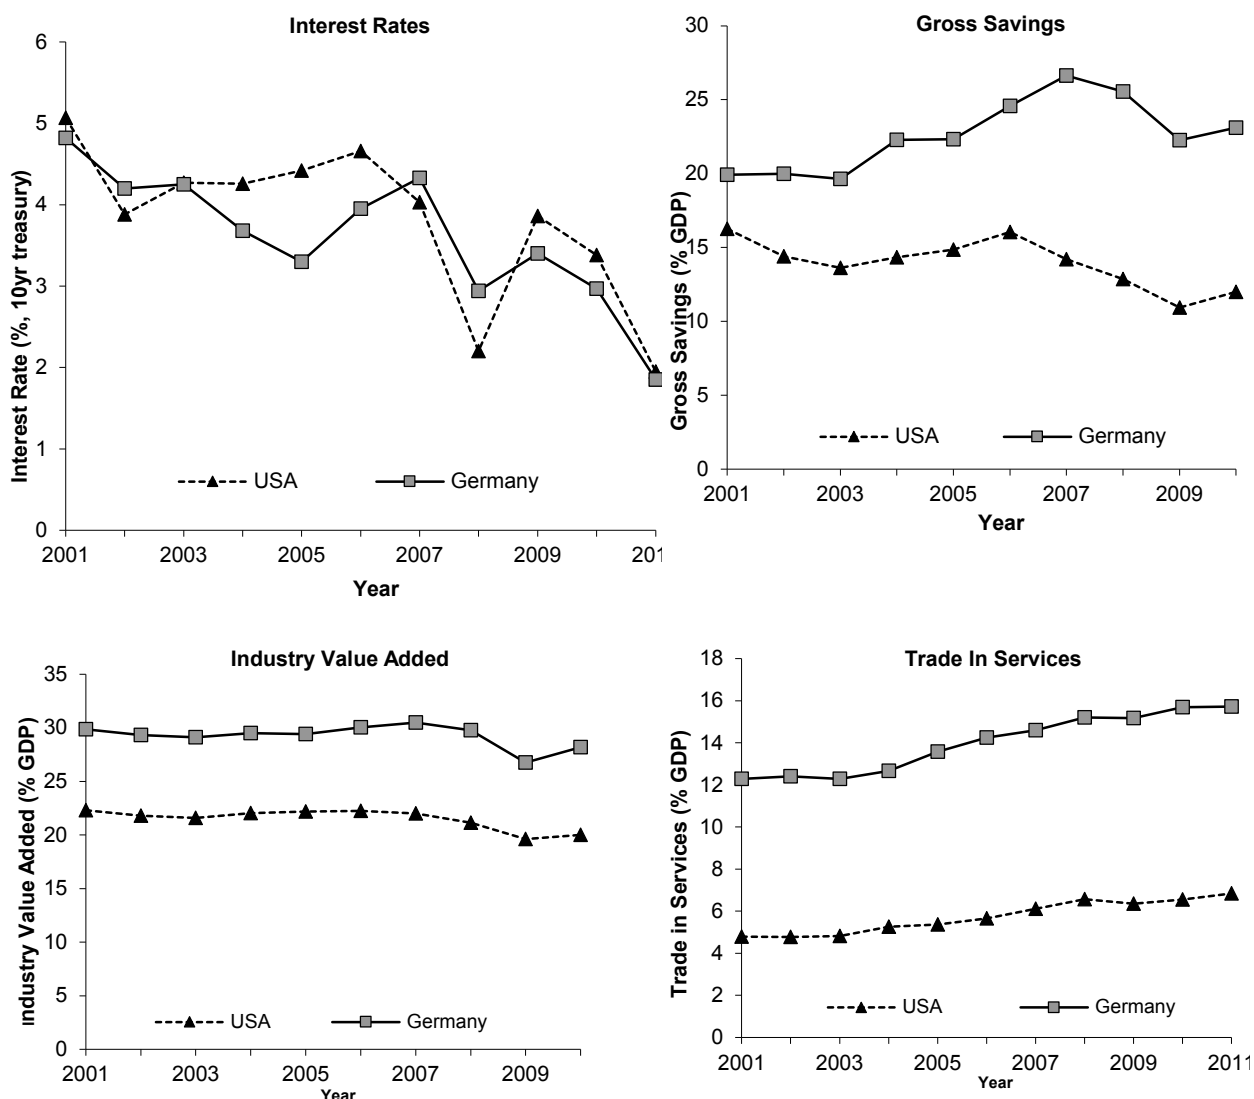 Interest Rates
Interest Rate (%, 10yr treasury)
6
5
4
3
2
1
0
USA
Germany
2001
2003
2005
2007
2009
201
Year
Gross Savings
Gross Savings (% GDP)
30
25
20
15
10
5
0
USA
Germany
2001
2003
2005
2007
2009
Year
Industry Value Added
Industry Value Added (% GDP)
35
30
25
20
15
10
5
0
USA
Germany
2001
2003
2005
2007
2009
Year
Trade In Services
Trade in Services (% GDP)
18
16
14
12
10
8
6
4
2
0
USA
Germany
2001
2003
2005
2007
2009
2011
Year